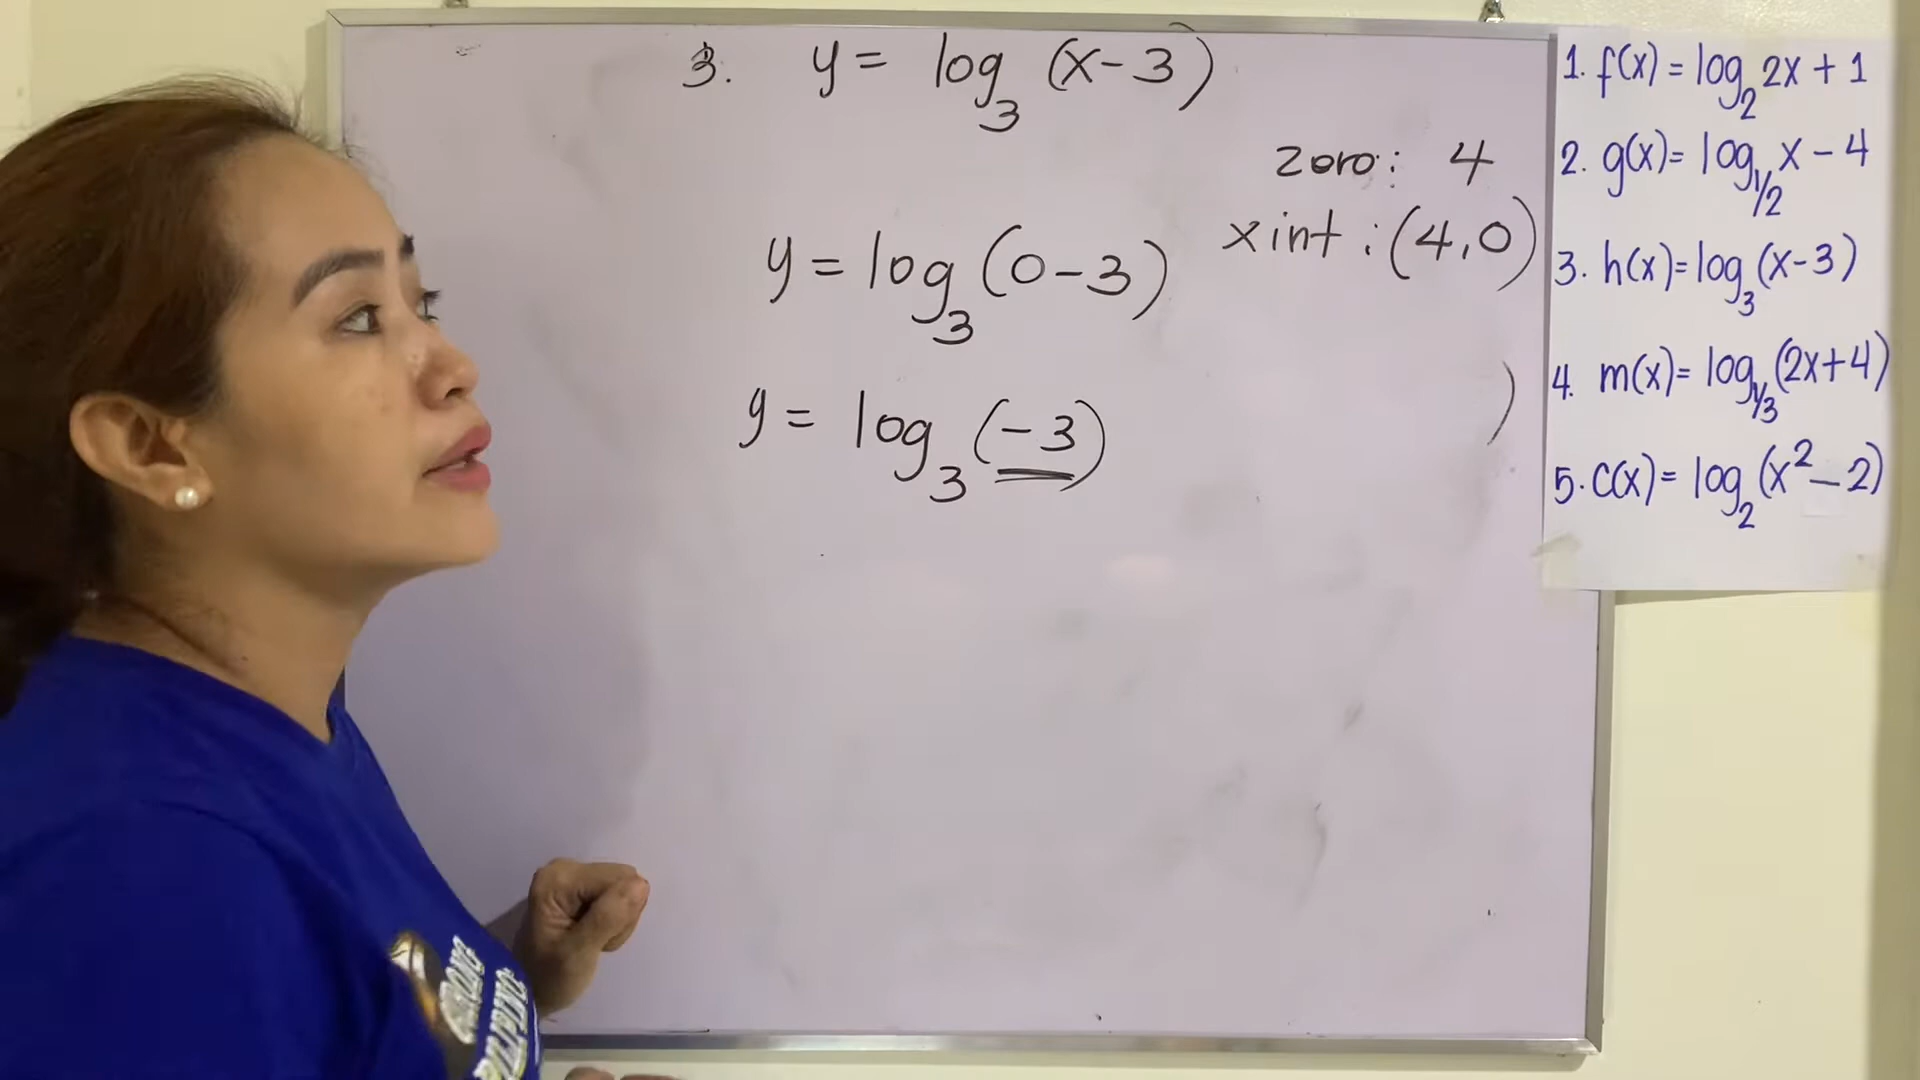 3. y = log₃ (x-3)
zero: 4
x int : (4,0)
y = log₃ (0-3)
y = log₃ (-3)
)
1. f(x) = log₂ 2x + 1
2. g(x)= log₁/₂ x - 4
3. h(x)= log₃ (x-3)
4. m(x)= log₁/₃ (2x+4)
5. c(x)= log₂ (x² - 2)